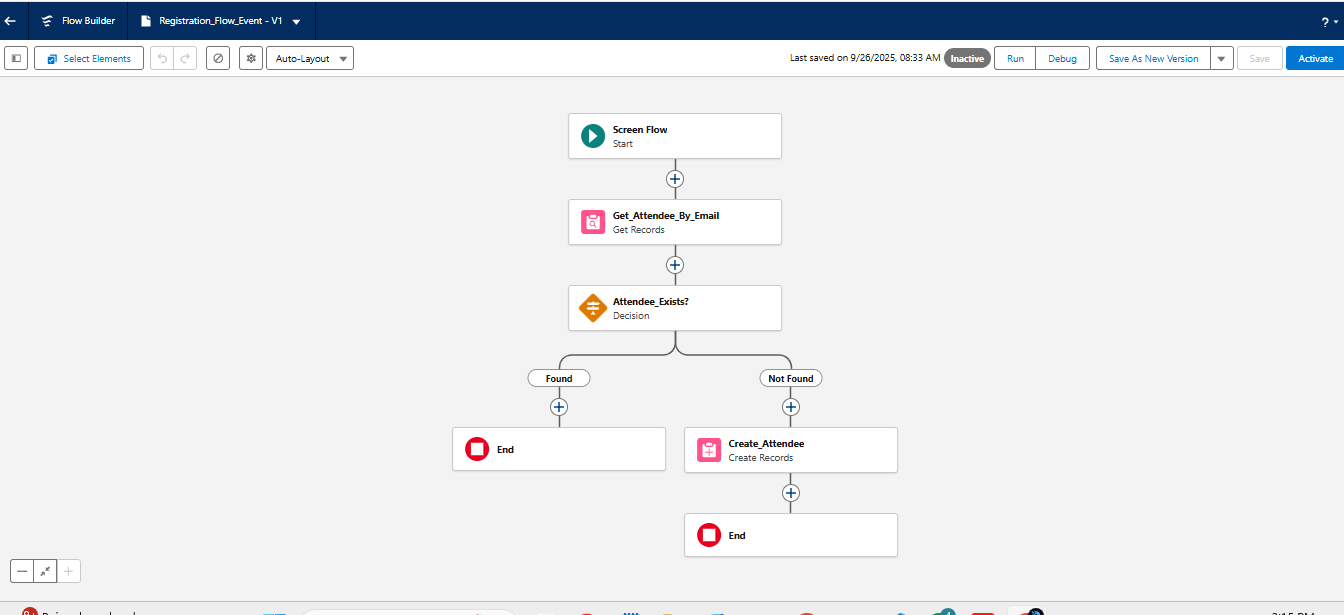 Flow Builder
Registration_Flow_Event - V1
?
Select Elements
Auto-Layout
Last saved on 9/26/2025, 08:33 AM
Inactive
Run
Debug
Save As New Version
Save
Activate
Screen Flow
Start
Get_Attendee_By_Email
Get Records
Attendee_Exists?
Decision
Found
Not Found
End
Create_Attendee
Create Records
End